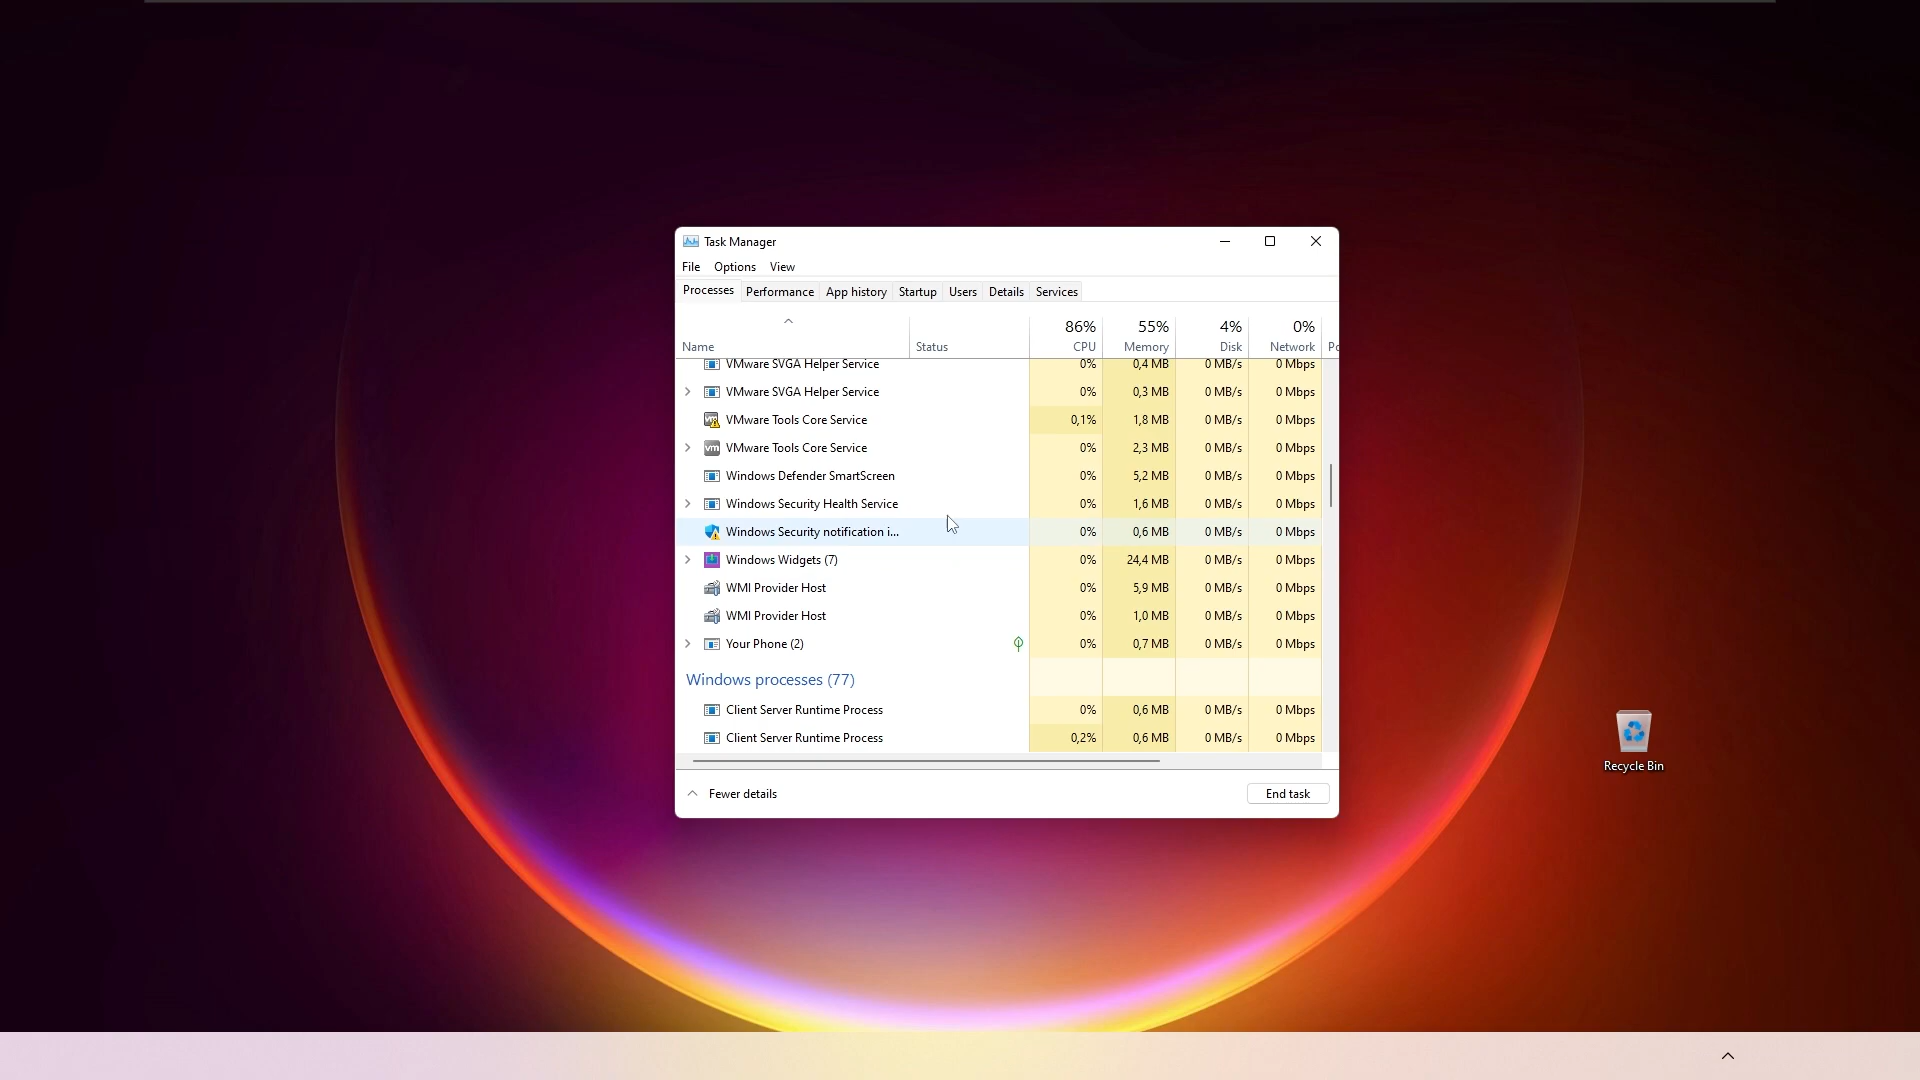 Task Manager
File Options View
Processes Performance App history Startup Users Details Services
86% 55% 4% 0%
Name Status CPU Memory Disk Network Po
VMware SVGA Helper Service 0% 0,4 MB 0 MB/s 0 Mbps
VMware SVGA Helper Service 0% 0,3 MB 0 MB/s 0 Mbps
VMware Tools Core Service 0,1% 1,8 MB 0 MB/s 0 Mbps
vm VMware Tools Core Service 0% 2,3 MB 0 MB/s 0 Mbps
Windows Defender SmartScreen 0% 5,2 MB 0 MB/s 0 Mbps
Windows Security Health Service 0% 1,6 MB 0 MB/s 0 Mbps
Windows Security notification i... 0% 0,6 MB 0 MB/s 0 Mbps
Windows Widgets (7) 0% 24,4 MB 0 MB/s 0 Mbps
WMI Provider Host 0% 5,9 MB 0 MB/s 0 Mbps
WMI Provider Host 0% 1,0 MB 0 MB/s 0 Mbps
Your Phone (2) 0% 0,7 MB 0 MB/s 0 Mbps
Windows processes (77)
Client Server Runtime Process 0% 0,6 MB 0 MB/s 0 Mbps
Client Server Runtime Process 0,2% 0,6 MB 0 MB/s 0 Mbps
Fewer details End task
Recycle Bin